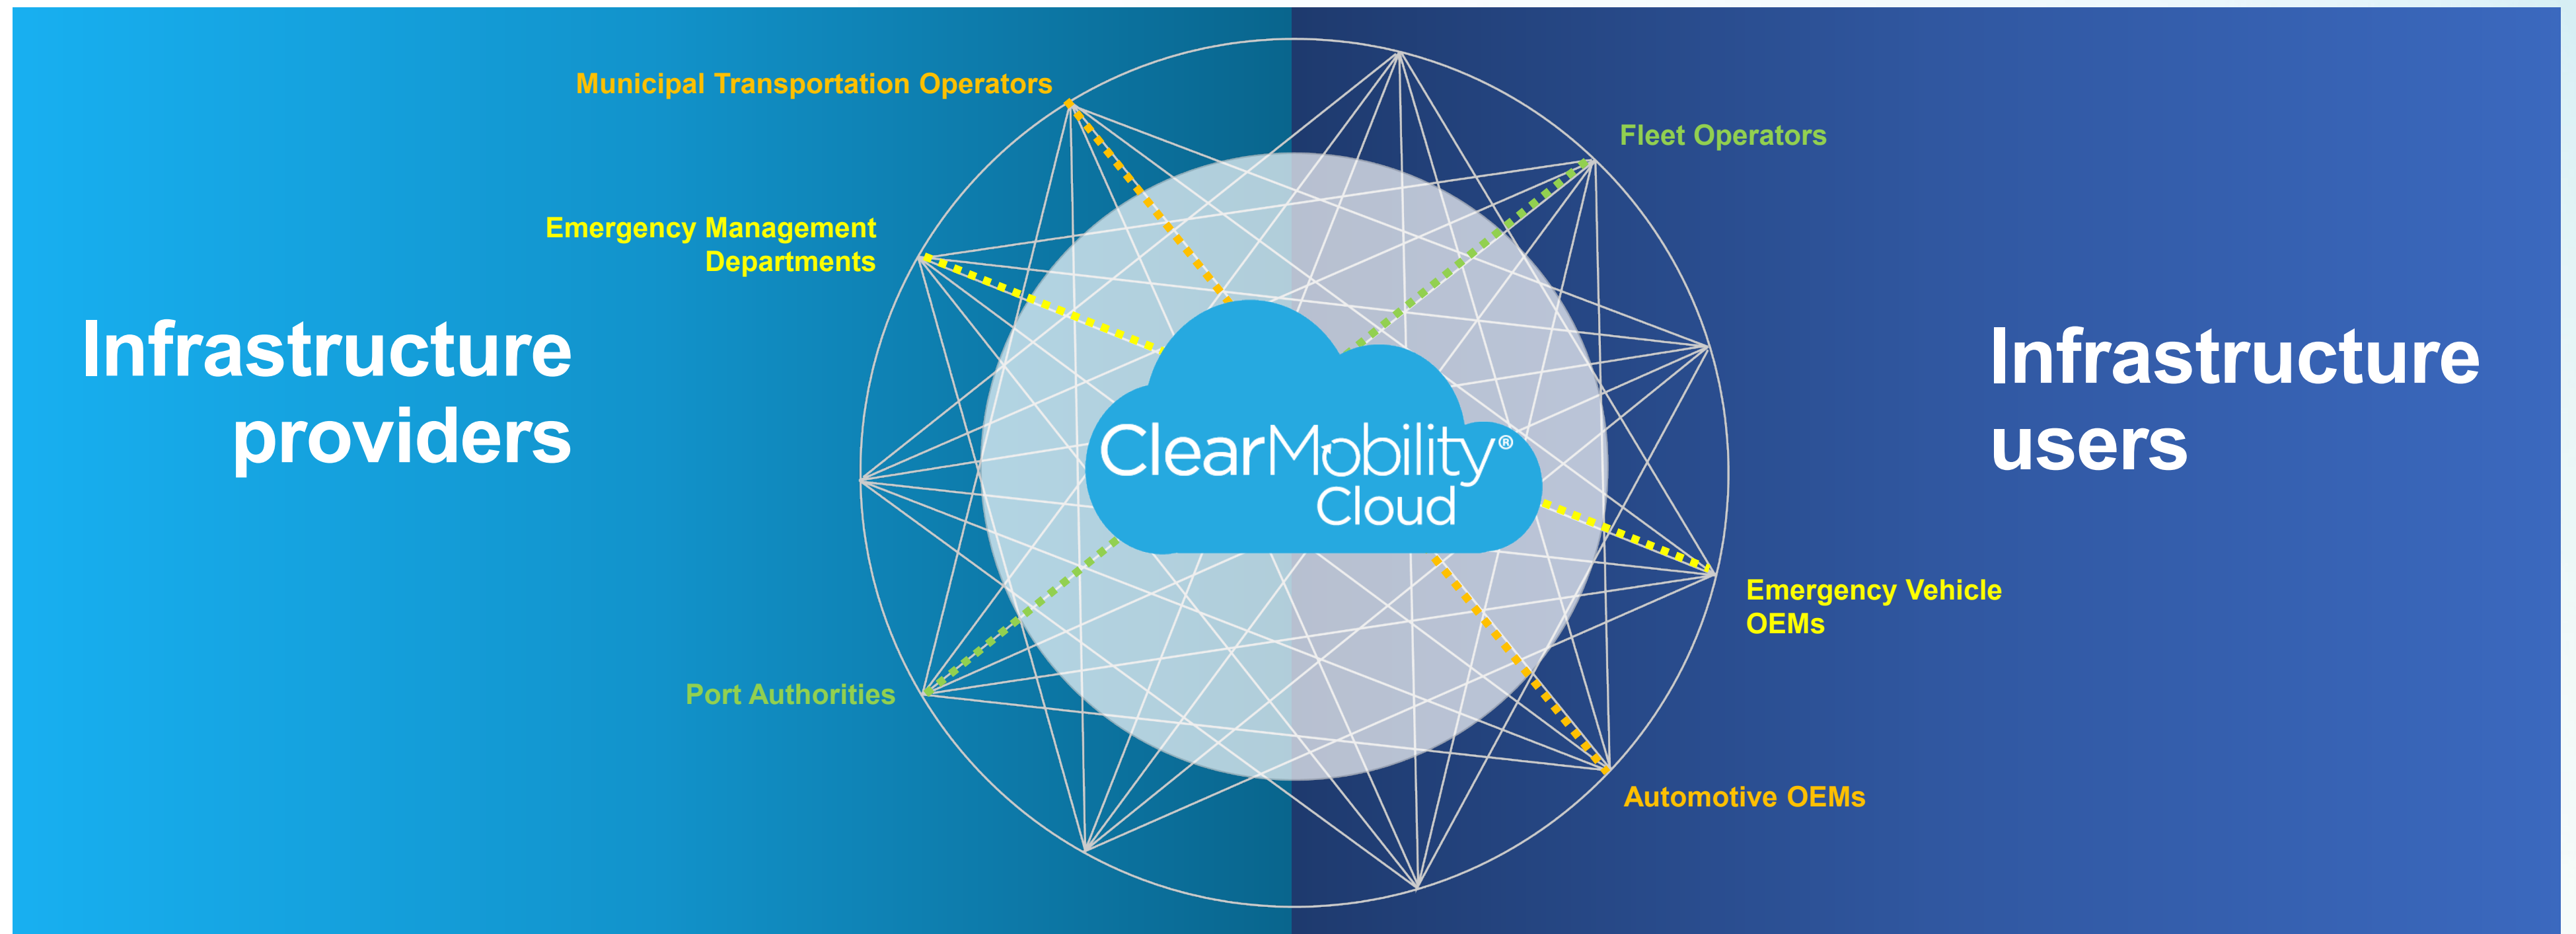 Municipal Transportation Operators
Emergency Management
Departments
Infrastructure
providers
Port Authorities
ClearMobility®
Cloud
Fleet Operators
Infrastructure
users
Emergency Vehicle
OEMs
Automotive OEMs